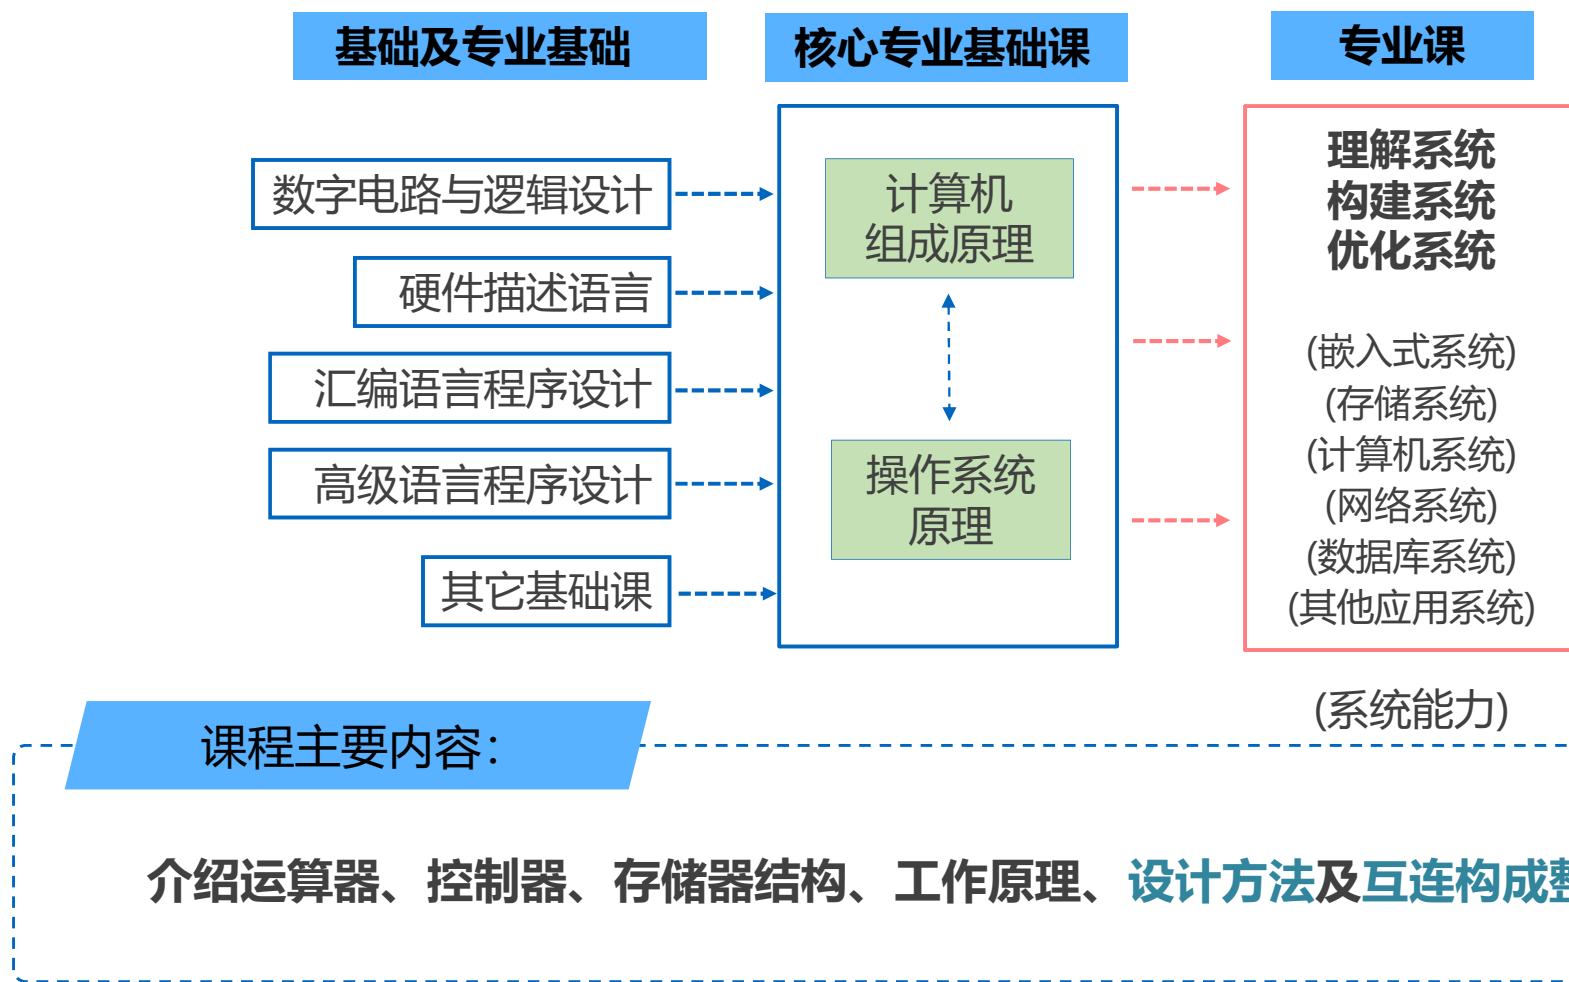 基础及专业基础
核心专业基础课
专业课
数字电路与逻辑设计
硬件描述语言
汇编语言程序设计
高级语言程序设计
其它基础课
计算机
组成原理
操作系统
原理
理解系统
构建系统
优化系统
(嵌入式系统)
(存储系统)
(计算机系统)
(网络系统)
(数据库系统)
(其他应用系统)
(系统能力)
课程主要内容：
介绍运算器、控制器、存储器结构、工作原理、设计方法及互连构成整